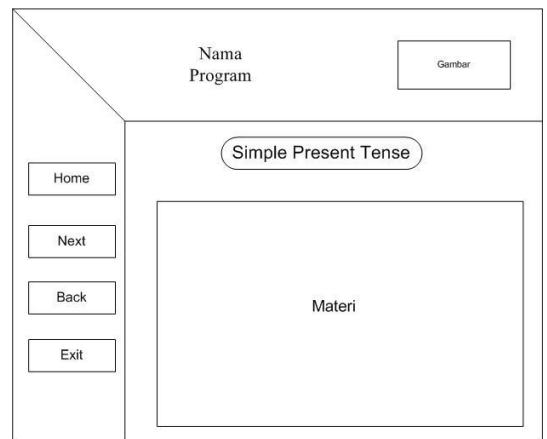 Nama
Program
Gambar
Simple Present Tense
Home
Next
Back
Exit
Materi